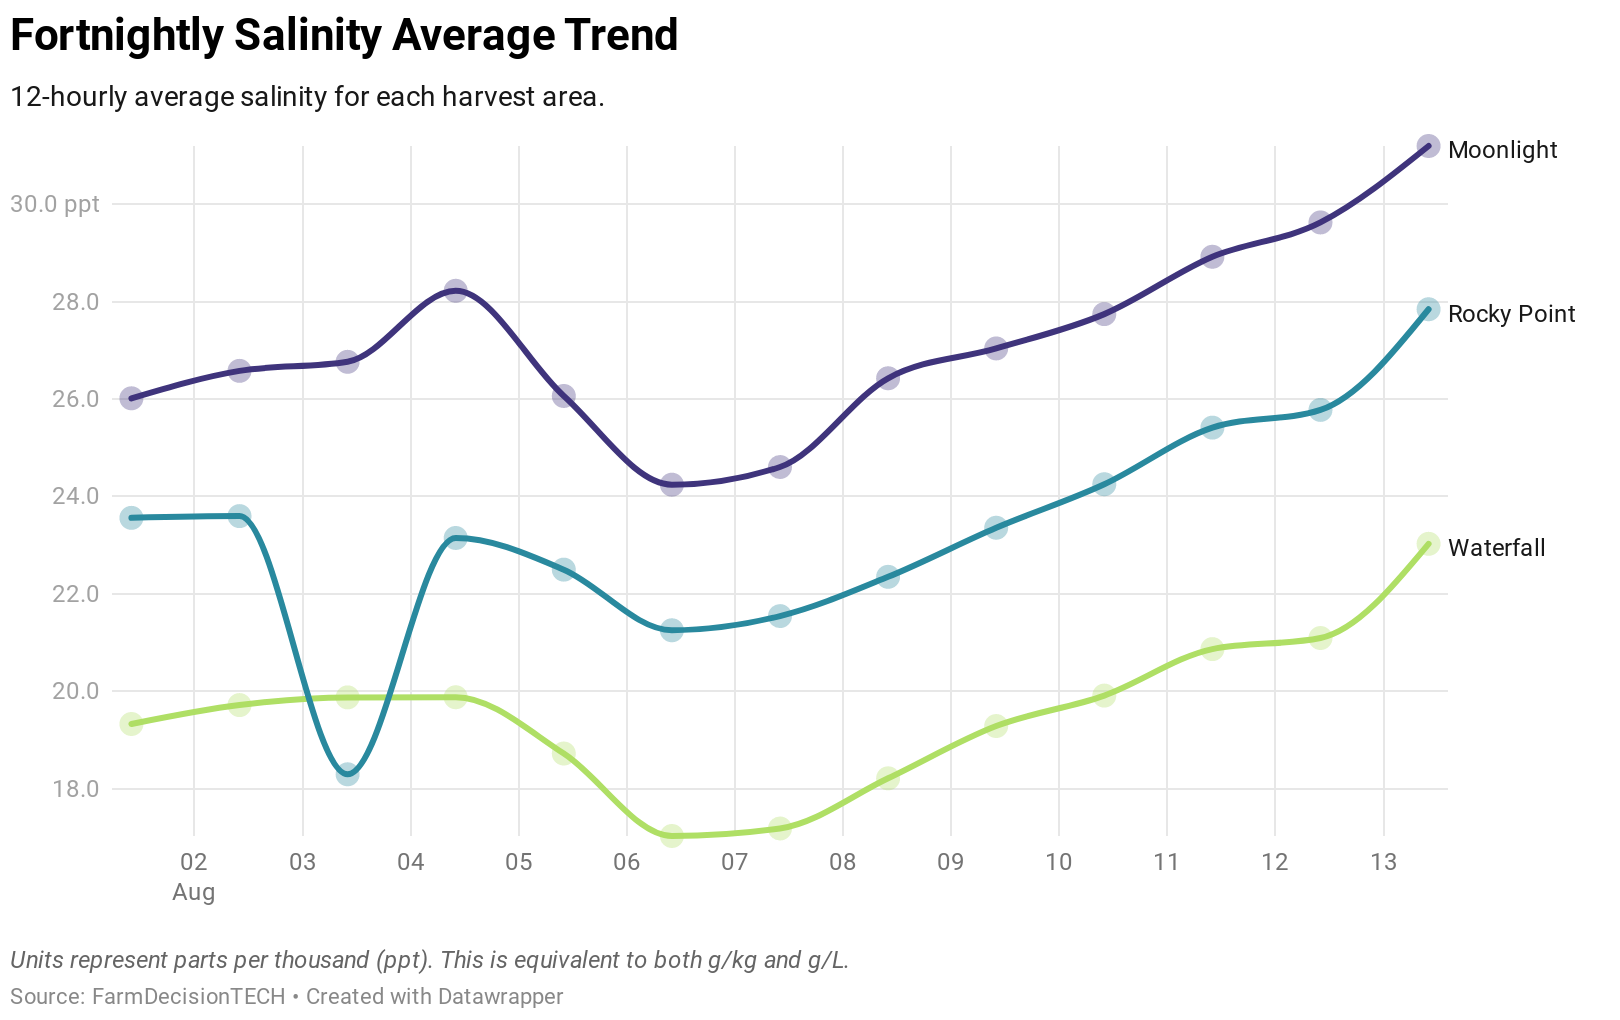 Fortnightly Salinity Average Trend
12-hourly average salinity for each harvest area.
Moonlight
30.0 ppt
28.0
Rocky Point
26.0
24.0
Waterfall
22.0
20.0
18.0
02 03 04 05 06 07 08 09 10 11 12 13
Aug
Units represent parts per thousand (ppt). This is equivalent to both g/kg and g/L.
Source: FarmDecisionTECH • Created with Datawrapper